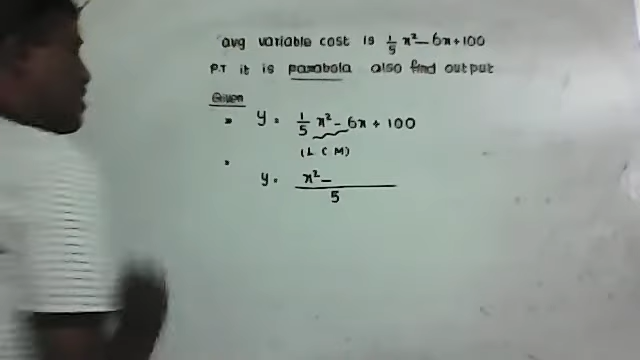 avg variable cost is 1/5 x² - 6x + 100
P.T it is parabola also find output
Given
» y = 1/5 x² - 6x + 100
(L C M)
y = x² - / 5